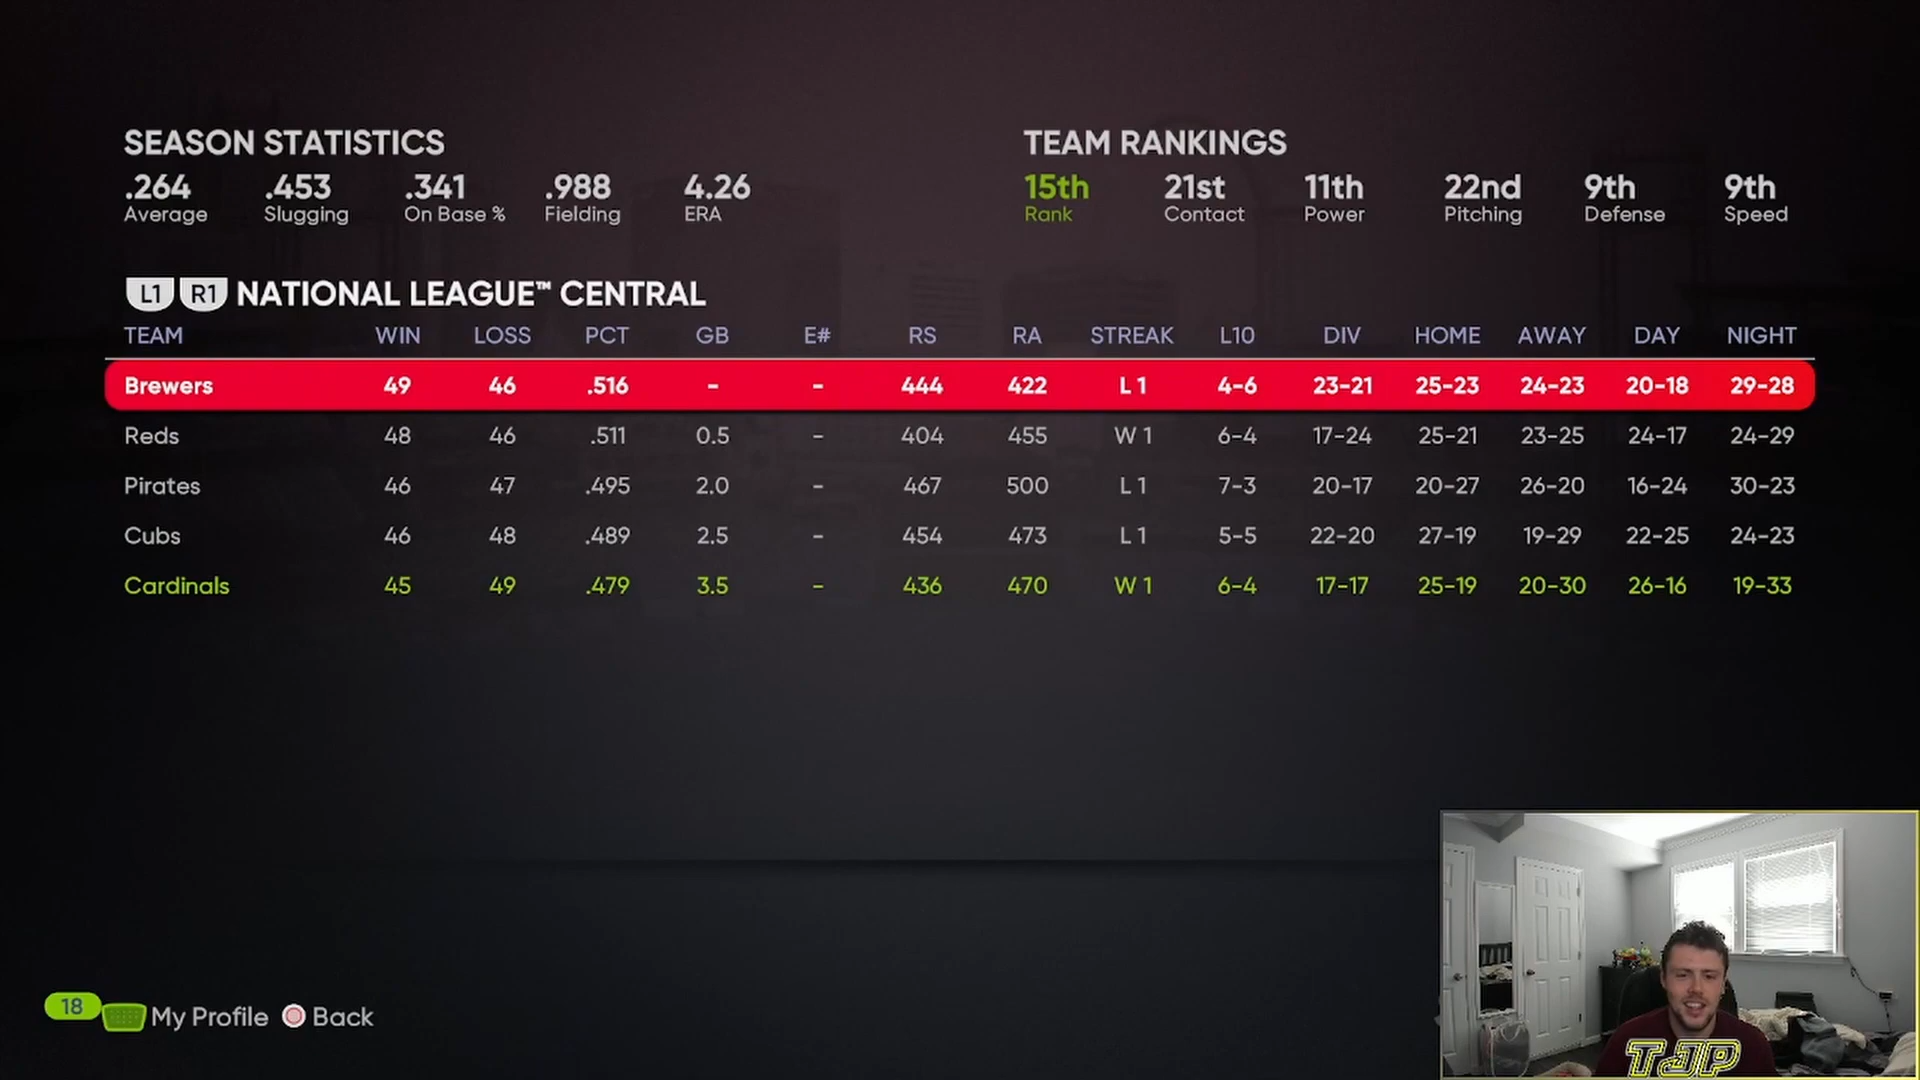 SEASON STATISTICS
.264 .453 .341 .988 4.26
Average Slugging On Base % Fielding ERA
TEAM RANKINGS
15th 21st 11th 22nd 9th 9th
Rank Contact Power Pitching Defense Speed
L1 R1 NATIONAL LEAGUE™ CENTRAL
TEAM WIN LOSS PCT GB E# RS RA STREAK L10 DIV HOME AWAY DAY NIGHT
Brewers 49 46 .516 - - 444 422 L 1 4-6 23-21 25-23 24-23 20-18 29-28
Reds 48 46 .511 0.5 - 404 455 W 1 6-4 17-24 25-21 23-25 24-17 24-29
Pirates 46 47 .495 2.0 - 467 500 L 1 7-3 20-17 20-27 26-20 16-24 30-23
Cubs 46 48 .489 2.5 - 454 473 L 1 5-5 22-20 27-19 19-29 22-25 24-23
Cardinals 45 49 .479 3.5 - 436 470 W 1 6-4 17-17 25-19 20-30 26-16 19-33
18 My Profile Back
TJP